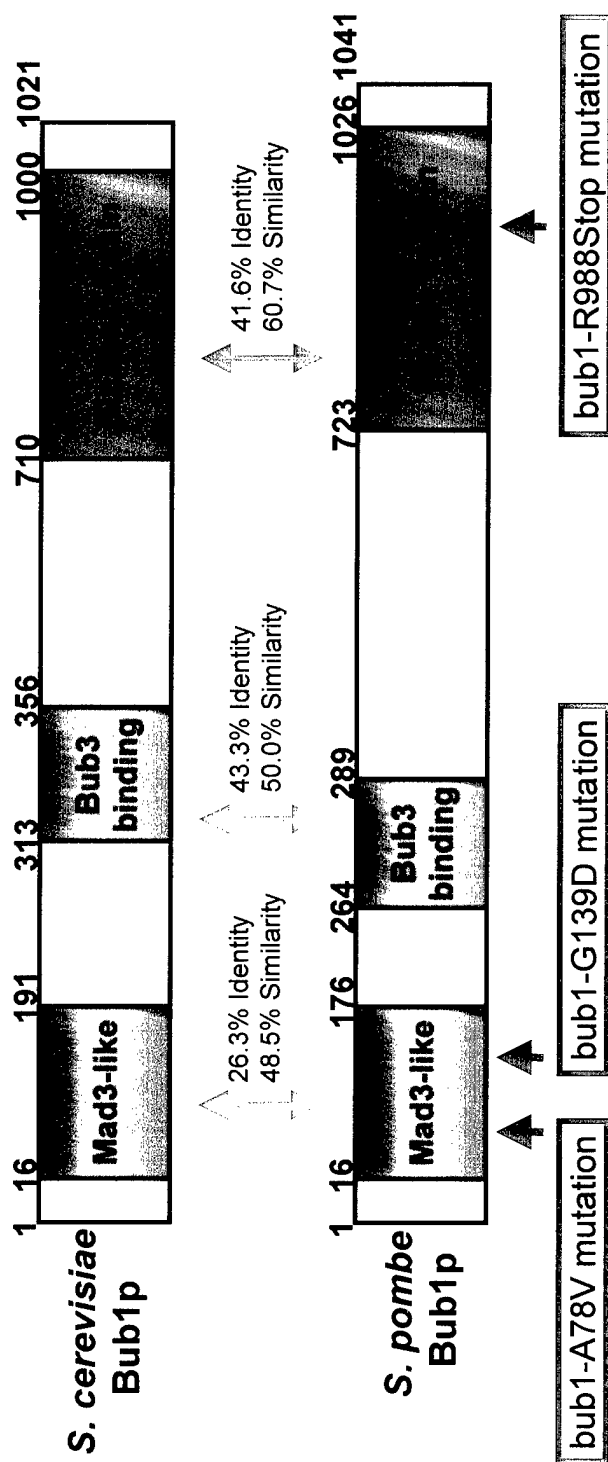 1 16 191 313 356 710 1000 1021
S. cerevisiae
Bub1p
Mad3-like
Bub3
binding
26.3% Identity
48.5% Similarity
43.3% Identity
50.0% Similarity
41.6% Identity
60.7% Similarity
1 16 176 264 289 723 1026 1041
S. pombe
Bub1p
Mad3-like
Bub3
binding
bub1-A78V mutation
bub1-G139D mutation
bub1-R988Stop mutation